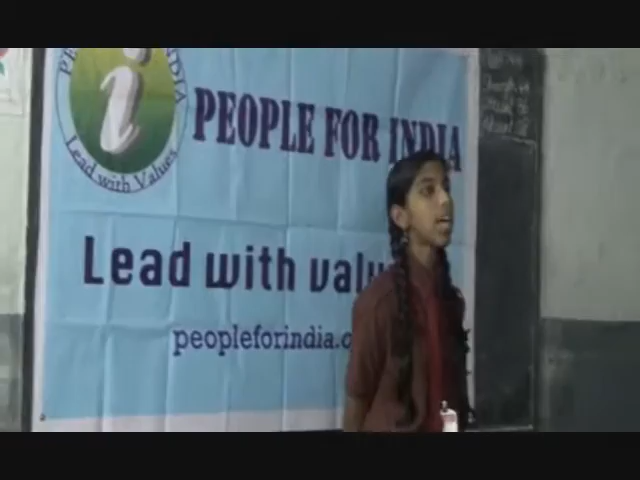 PEOPLE FOR INDIA
Lead with Values
i
PEOPLE FOR INDIA
Lead with valu
peopleforindia.o